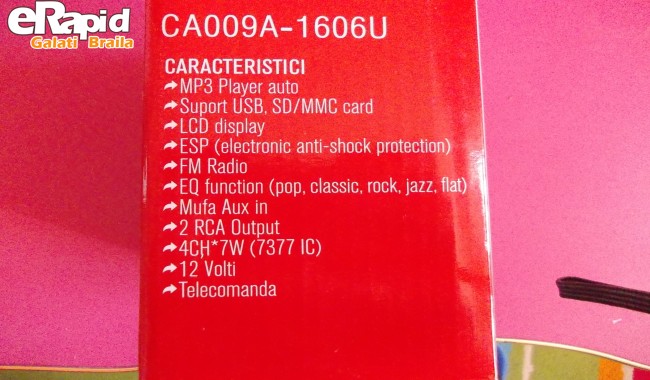 eRapid
Galati Braila
CA009A-1606U
CARACTERISTICI
➔MP3 Player auto
➔Suport USB, SD/MMC card
➔LCD display
➔ESP (electronic anti-shock protection)
➔FM Radio
➔EQ function (pop, classic, rock, jazz, flat)
➔Mufa Aux in
➔2 RCA Output
➔4CH*7W (7377 IC)
➔12 Volti
➔Telecomanda